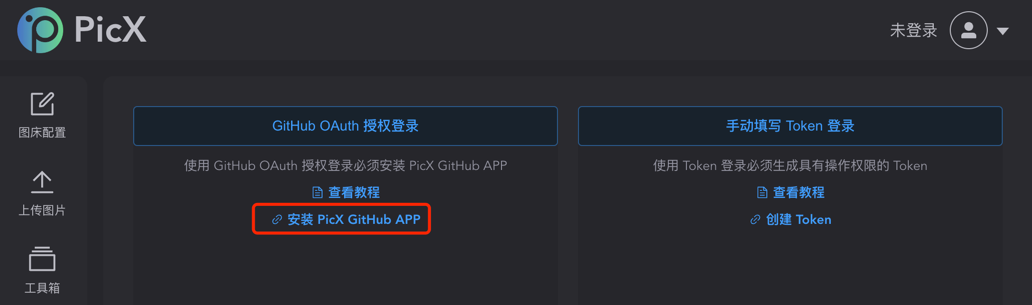 PicX
未登录
图床配置
上传图片
工具箱
GitHub OAuth 授权登录
使用 GitHub OAuth 授权登录必须安装 PicX GitHub APP
查看教程
安装 PicX GitHub APP
手动填写 Token 登录
使用 Token 登录必须生成具有操作权限的 Token
查看教程
创建 Token